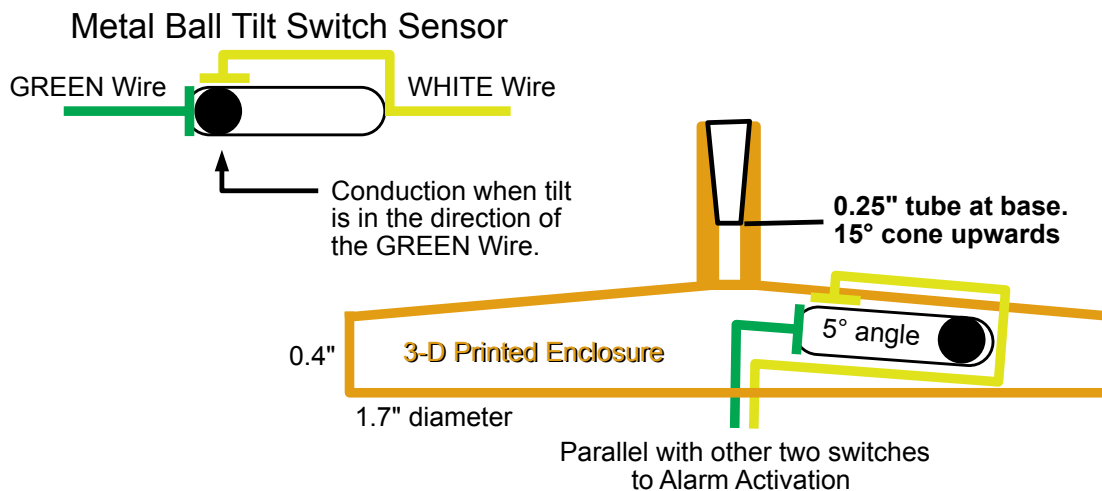 Metal Ball Tilt Switch Sensor
GREEN Wire
WHITE Wire
Conduction when tilt
is in the direction of
the GREEN Wire.
0.25" tube at base.
15° cone upwards
5° angle
0.4"
3-D Printed Enclosure
1.7" diameter
Parallel with other two switches
to Alarm Activation